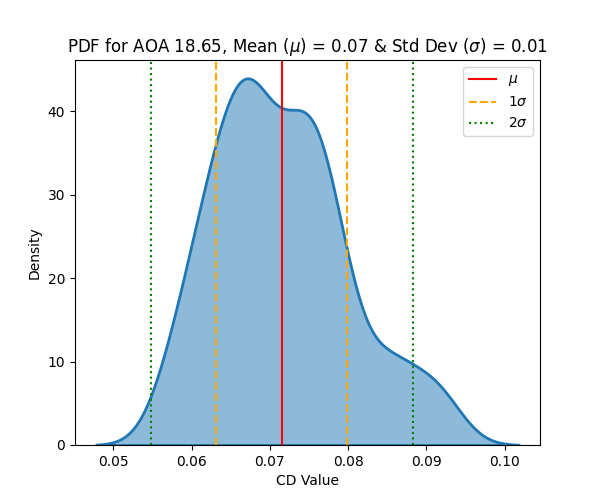 PDF for AOA 18.65, Mean (μ) = 0.07 & Std Dev (σ) = 0.01
μ
1σ
2σ
40
30
20
10
0
Density
0.05 0.06 0.07 0.08 0.09 0.10
CD Value